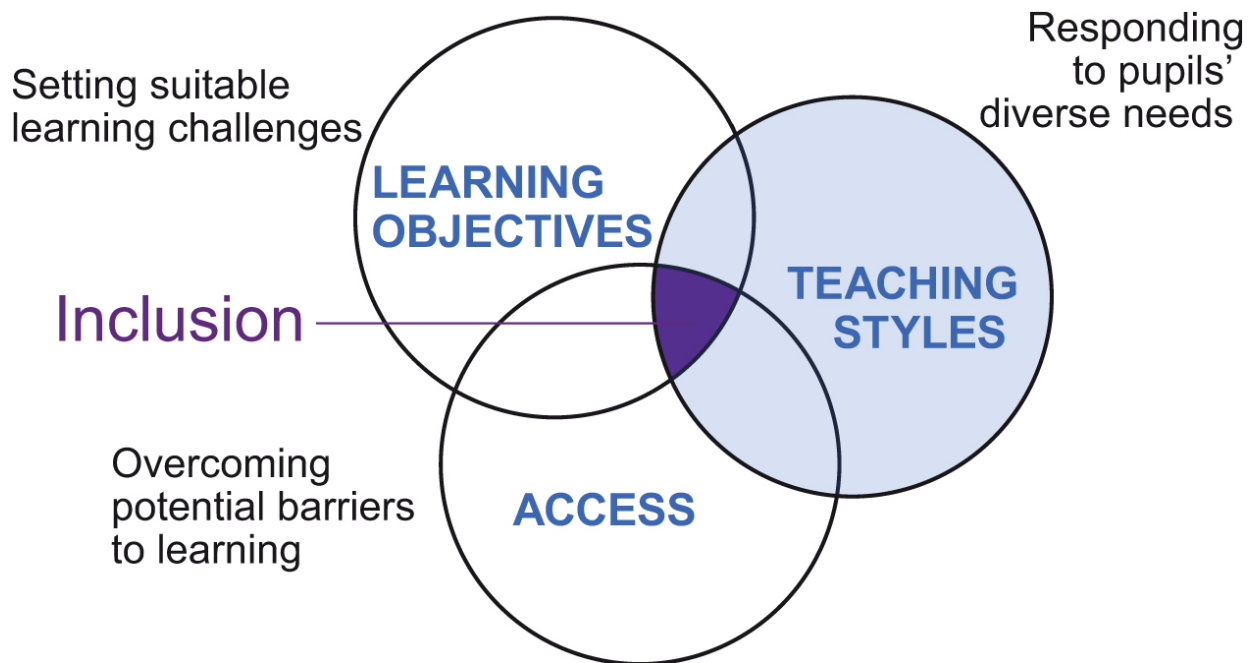 Setting suitable
learning challenges
Responding
to pupils’
diverse needs
LEARNING
OBJECTIVES
TEACHING
STYLES
Inclusion
Overcoming
potential barriers
to learning
ACCESS